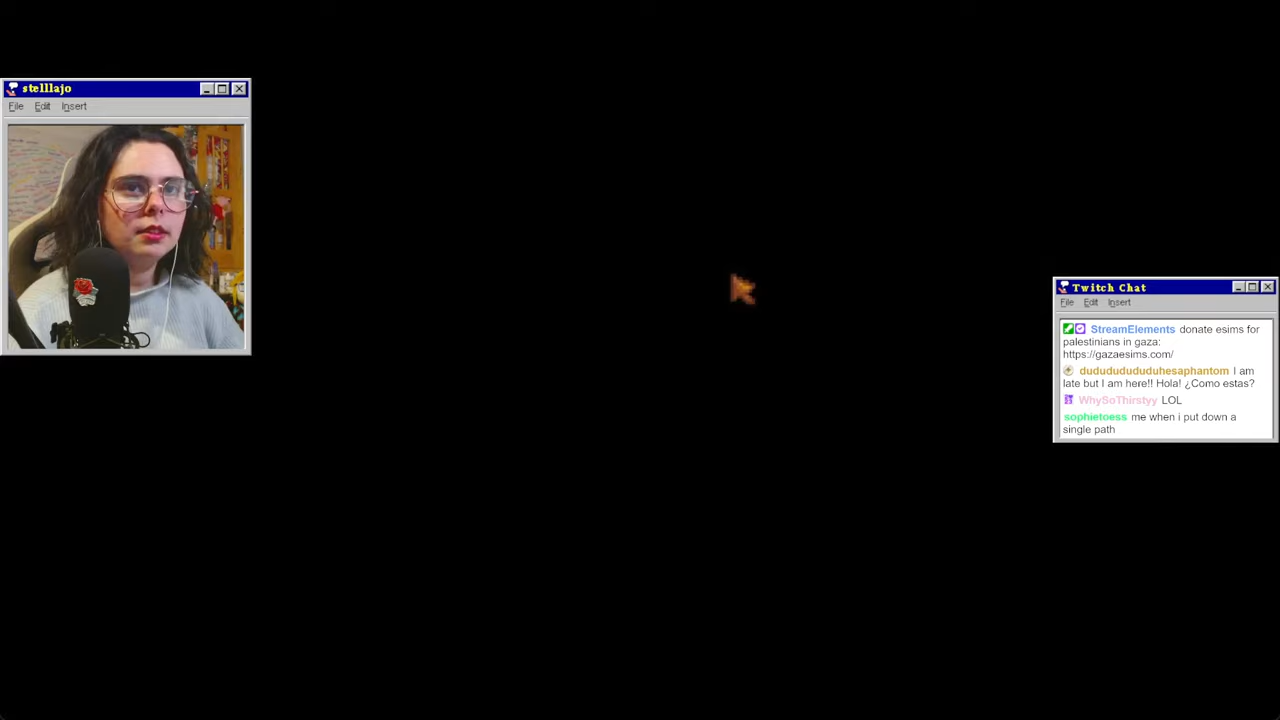 stelllajo
File Edit Insert
Twitch Chat
File Edit Insert
StreamElements donate esims for
palestinians in gaza:
https://gazaesims.com/
dudududududuhesaphantom I am
late but I am here!! Hola! ¿Como estas?
WhySoThirstyy LOL
sophietoess me when i put down a
single path